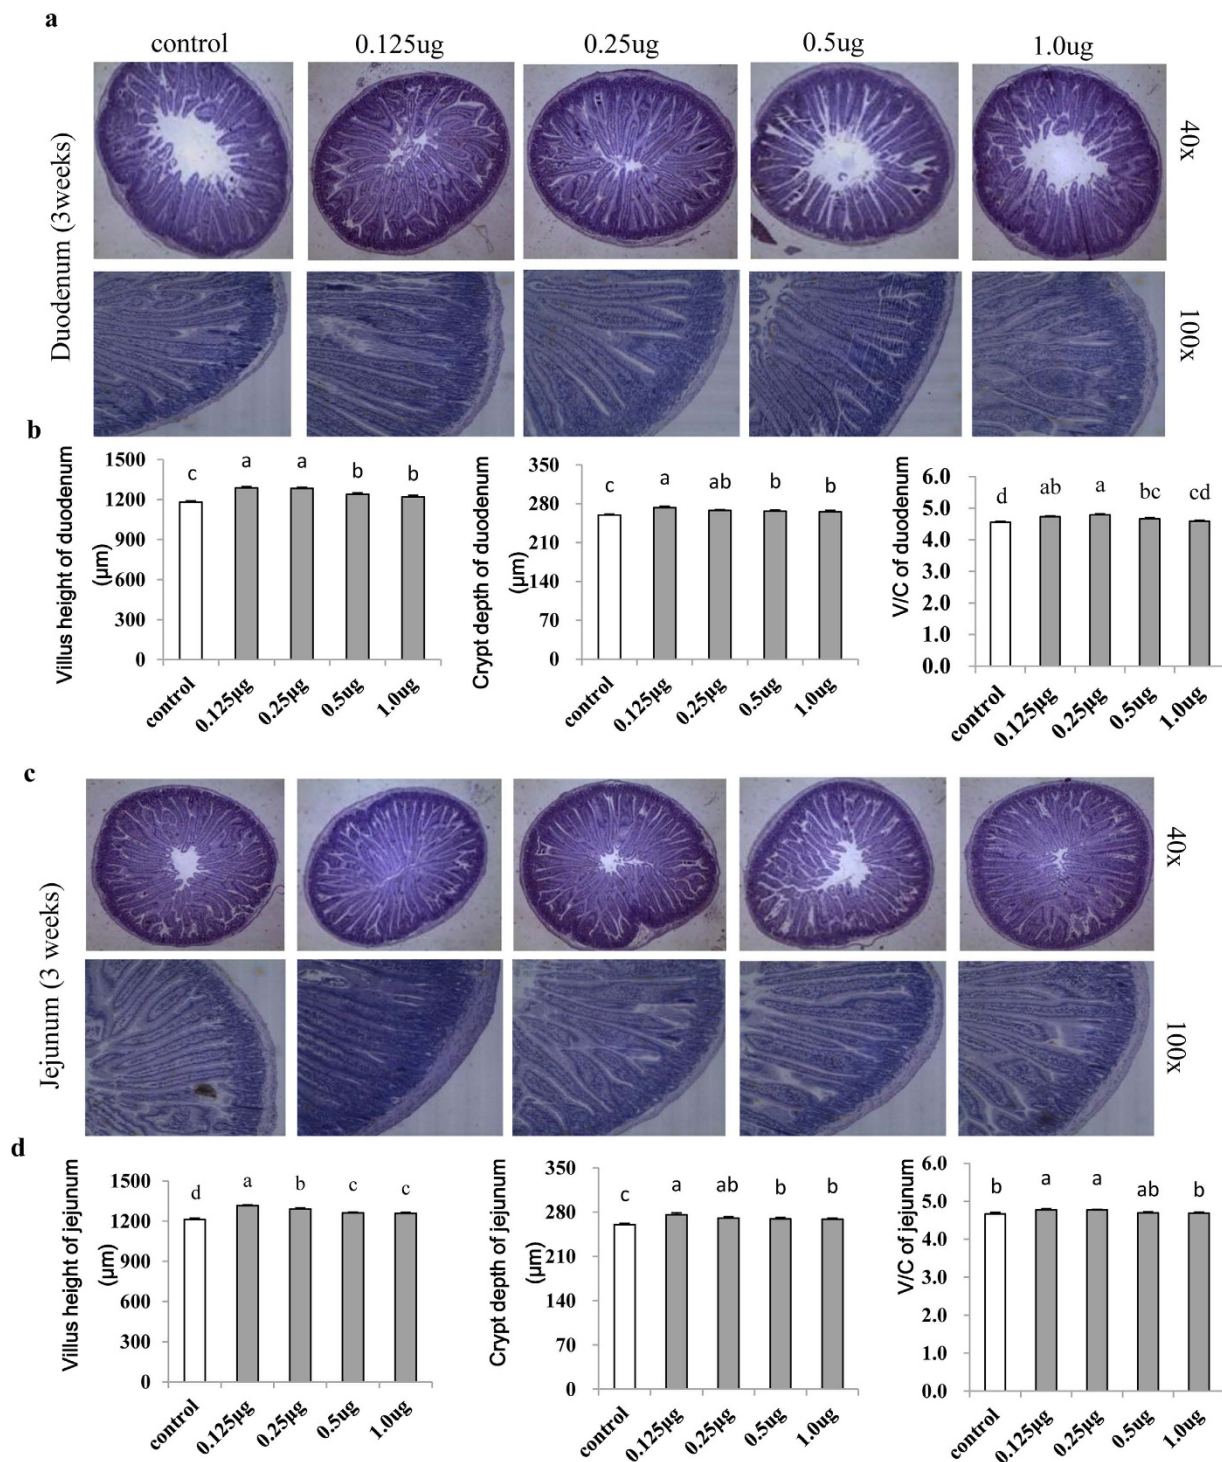 a
control 0.125ug 0.25ug 0.5ug 1.0ug
Duodenum (3weeks)
40x
100x
b
Villus height of duodenum
(µm)
1500
1200
900
600
300
0
c a a b b
control 0.125µg 0.25µg 0.5ug 1.0ug
Crypt depth of duodenum
(µm)
350
280
210
140
70
0
c a ab b b
control 0.125µg 0.25µg 0.5ug 1.0ug
V/C of duodenum
6.0
5.0
4.0
3.0
2.0
1.0
0.0
d ab a bc cd
control 0.125µg 0.25µg 0.5ug 1.0ug
c
Jejunum (3 weeks)
40x
100x
d
Villus height of jejunum
(µm)
1500
1200
900
600
300
0
d a b c c
control 0.125µg 0.25µg 0.5ug 1.0ug
Crypt depth of jejunum
(µm)
350
280
210
140
70
0
c a ab b b
control 0.125µg 0.25µg 0.5ug 1.0ug
V/C of jejunum
6.0
5.0
4.0
3.0
2.0
1.0
0.0
b a a ab b
control 0.125µg 0.25µg 0.5ug 1.0ug